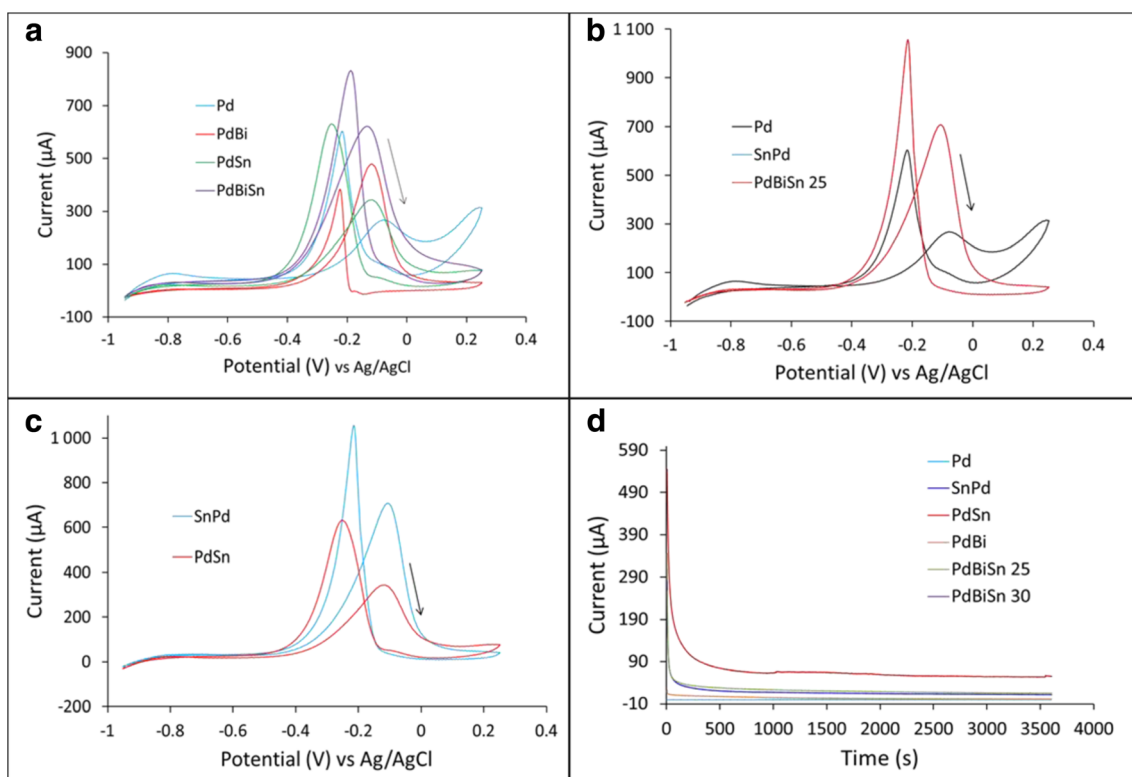 a
900
700
500
300
100
-100
Current (µA)
Pd
PdBi
PdSn
PdBiSn
-1 -0.8 -0.6 -0.4 -0.2 0 0.2 0.4
Potential (V) vs Ag/AgCl
b
1 100
900
700
500
300
100
-100
Current (µA)
Pd
SnPd
PdBiSn 25
-1 -0.8 -0.6 -0.4 -0.2 0 0.2 0.4
Potential (V) vs Ag/AgCl
c
1 000
800
600
400
200
0
-200
Current (µA)
SnPd
PdSn
-1 -0.8 -0.6 -0.4 -0.2 0 0.2 0.4
Potential (V) vs Ag/AgCl
d
590
490
390
290
190
90
-10
Current (µA)
Pd
SnPd
PdSn
PdBi
PdBiSn 25
PdBiSn 30
0 500 1000 1500 2000 2500 3000 3500 4000
Time (s)